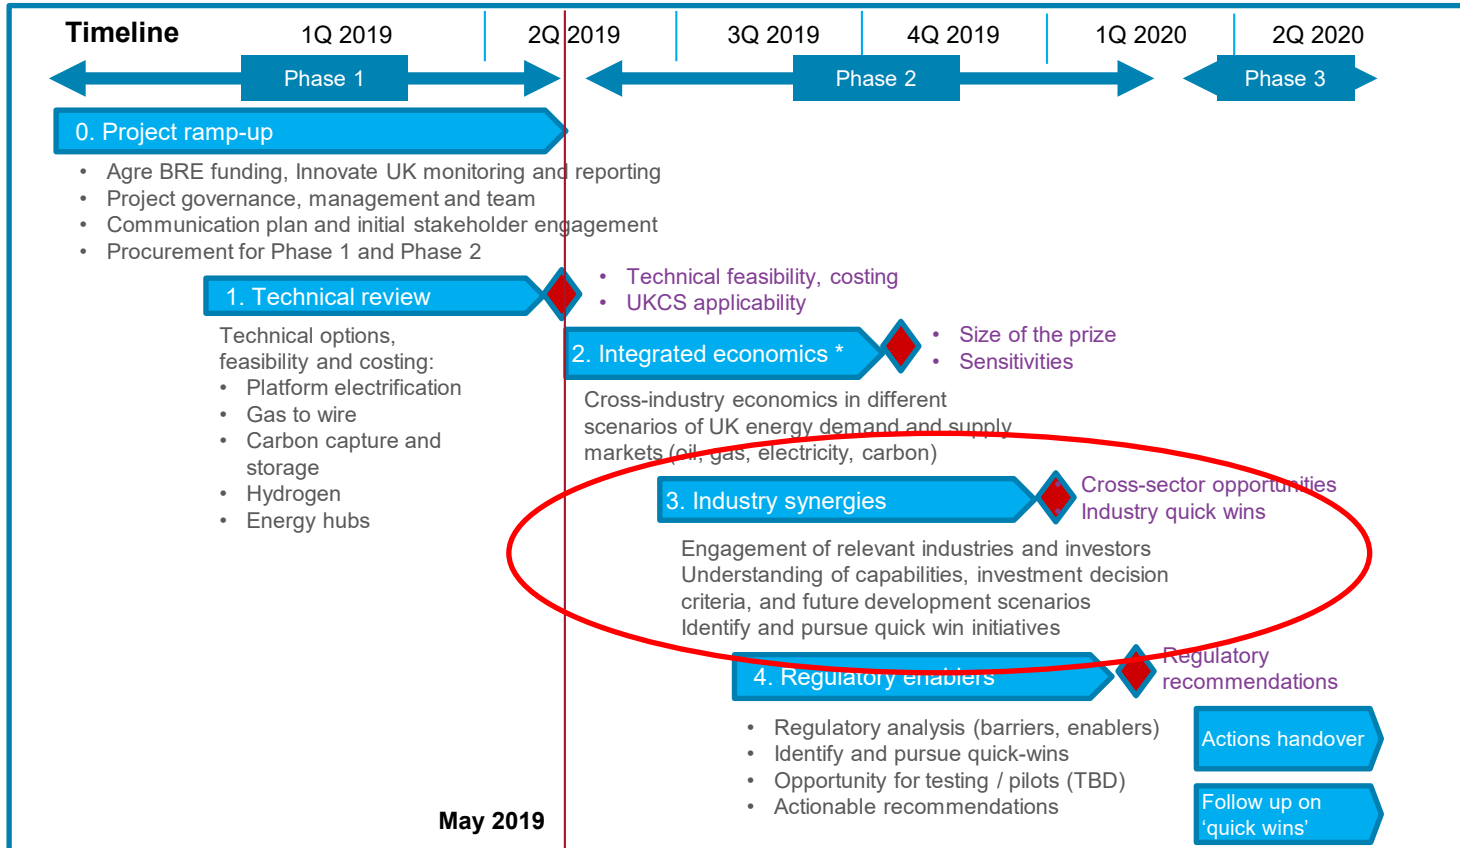 Timeline
1Q 2019
2Q 2019
3Q 2019
4Q 2019
1Q 2020
2Q 2020
Phase 1
Phase 2
Phase 3
0. Project ramp-up
• Agre BRE funding, Innovate UK monitoring and reporting
• Project governance, management and team
• Communication plan and initial stakeholder engagement
• Procurement for Phase 1 and Phase 2
1. Technical review
• Technical feasibility, costing
• UKCS applicability
Technical options,
feasibility and costing:
• Platform electrification
• Gas to wire
• Carbon capture and
storage
• Hydrogen
• Energy hubs
2. Integrated economics *
• Size of the prize
• Sensitivities
Cross-industry economics in different
scenarios of UK energy demand and supply
markets (oil, gas, electricity, carbon)
3. Industry synergies
• Cross-sector opportunities
• Industry quick wins
Engagement of relevant industries and investors
Understanding of capabilities, investment decision
criteria, and future development scenarios
Identify and pursue quick win initiatives
4. Regulatory enablers
Regulatory
recommendations
• Regulatory analysis (barriers, enablers)
• Identify and pursue quick-wins
• Opportunity for testing / pilots (TBD)
• Actionable recommendations
Actions handover
Follow up on
‘quick wins’
May 2019